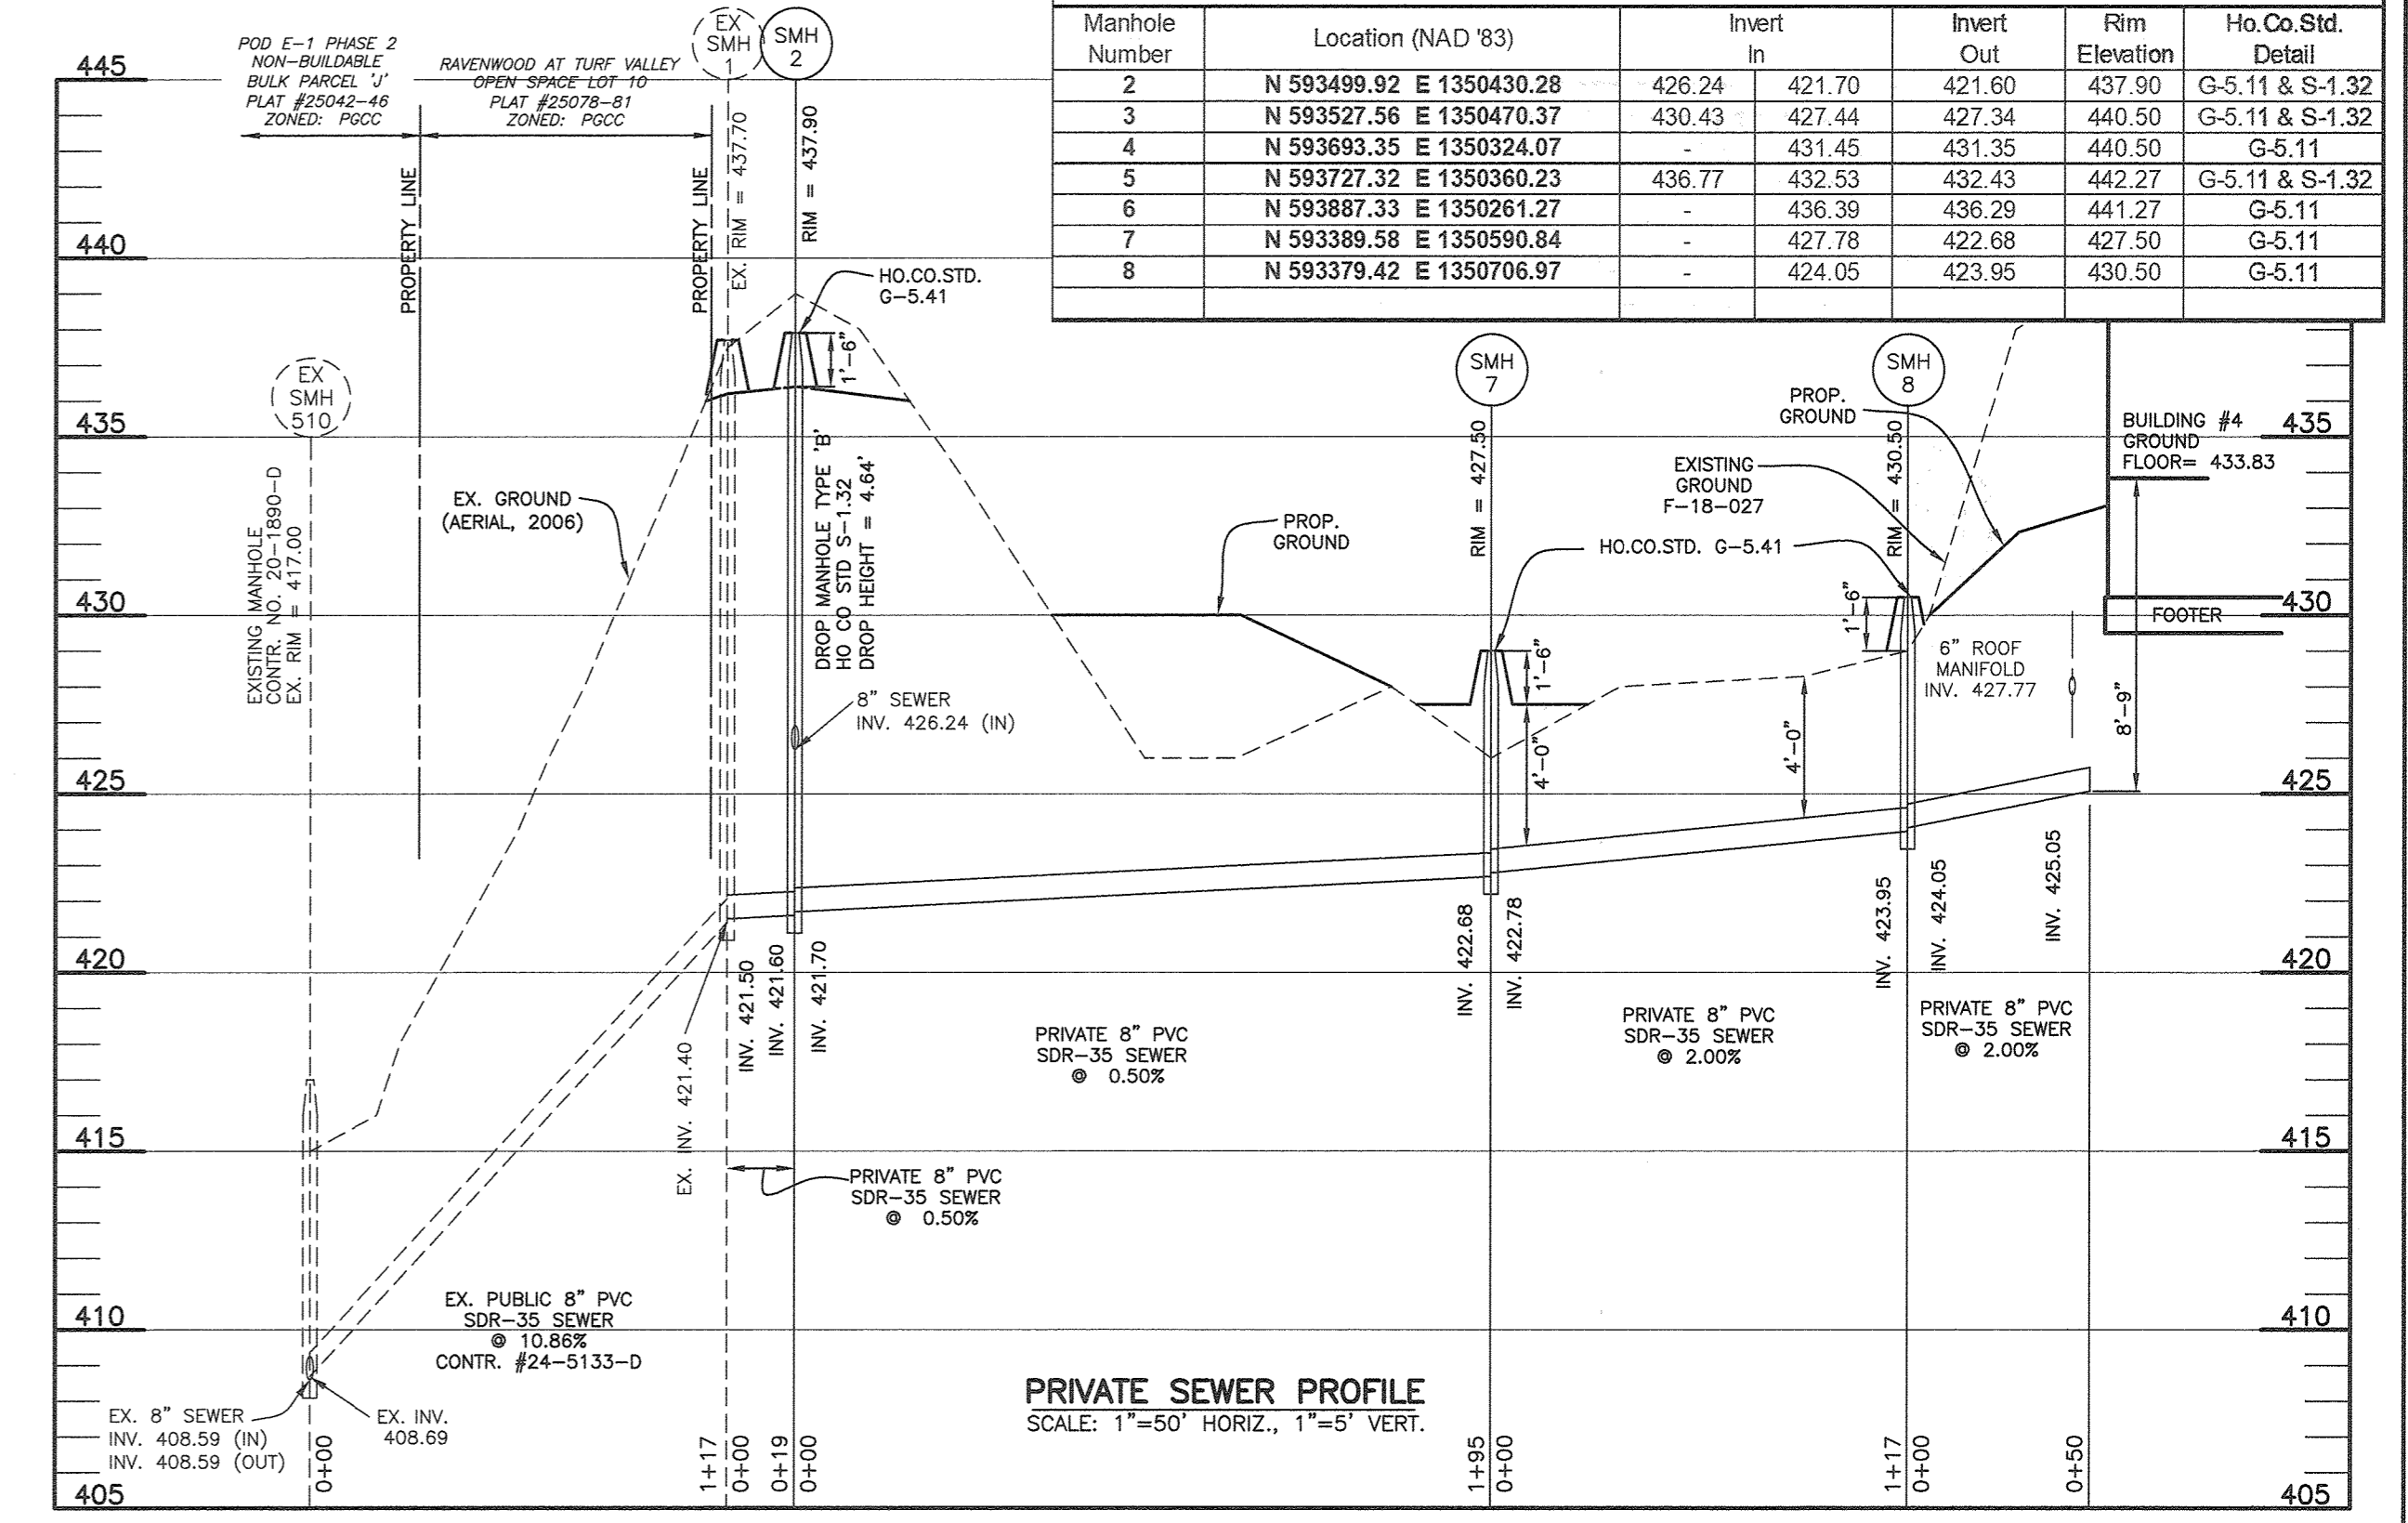 Manhole Number | Location (NAD '83) | Invert In | Invert Out | Rim Elevation | Ho.Co.Std. Detail
2 | N 593499.92 E 1350430.28 | 426.24 | 421.70 | 421.60 | 437.90 | G-5.11 & S-1.32
3 | N 593527.56 E 1350470.37 | 430.43 | 427.44 | 427.34 | 440.50 | G-5.11 & S-1.32
4 | N 593693.35 E 1350324.07 | - | 431.45 | 431.35 | 440.50 | G-5.11
5 | N 593727.32 E 1350360.23 | 436.77 | 432.53 | 432.43 | 442.27 | G-5.11 & S-1.32
6 | N 593887.33 E 1350261.27 | - | 436.39 | 436.29 | 441.27 | G-5.11
7 | N 593389.58 E 1350590.84 | - | 427.78 | 422.68 | 427.50 | G-5.11
8 | N 593379.42 E 1350706.97 | - | 424.05 | 423.95 | 430.50 | G-5.11
POD E-1 PHASE 2
NON-BUILDABLE
BULK PARCEL 'J'
PLAT #25042-46
ZONED: PGCC
RAVENWOOD AT TURF VALLEY
OPEN SPACE LOT 10
PLAT #25078-81
ZONED: PGCC
EX
SMH
1
SMH
2
445
440
435
430
425
420
415
410
405
PROPERTY LINE
PROPERTY LINE
EX. RIM = 437.70
RIM = 437.90
HO.CO.STD.
G-5.41
1'-6"
EX
SMH
510
EXISTING MANHOLE
CONTR. NO. 20-1890-D
EX. RIM = 417.00
EX. GROUND
(AERIAL, 2006)
DROP MANHOLE TYPE 'B'
HO CO STD S-1.32
DROP HEIGHT = 4.64'
8" SEWER
INV. 426.24 (IN)
PROP.
GROUND
SMH
7
RIM = 427.50
HO.CO.STD. G-5.41
1'-6"
4'-0"
SMH
8
RIM = 430.50
PROP.
GROUND
EXISTING
GROUND
F-18-027
1'-6"
4'-0"
6" ROOF
MANIFOLD
INV. 427.77
BUILDING #4
GROUND
FLOOR= 433.83
FOOTER
8'-9"
435
430
425
420
415
410
405
EX. INV. 421.40
INV. 421.50
INV. 421.60
INV. 421.70
INV. 422.68
INV. 422.78
INV. 423.95
INV. 424.05
INV. 425.05
PRIVATE 8" PVC
SDR-35 SEWER
@ 0.50%
PRIVATE 8" PVC
SDR-35 SEWER
@ 2.00%
PRIVATE 8" PVC
SDR-35 SEWER
@ 2.00%
PRIVATE 8" PVC
SDR-35 SEWER
@ 0.50%
EX. PUBLIC 8" PVC
SDR-35 SEWER
@ 10.86%
CONTR. #24-5133-D
EX. 8" SEWER
INV. 408.59 (IN)
INV. 408.59 (OUT)
EX. INV.
408.69
PRIVATE SEWER PROFILE
SCALE: 1"=50' HORIZ., 1"=5' VERT.
0+00
1+17
0+00
0+19
0+00
1+95
0+00
1+17
0+00
0+50